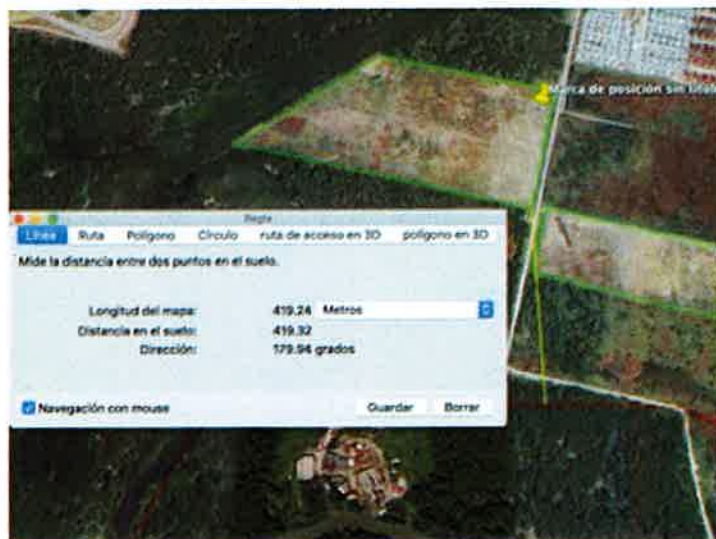 Marca de posición sin título
Regla
Línea Ruta Polígono Círculo ruta de acceso en 3D polígono en 3D
Mide la distancia entre dos puntos en el suelo.
Longitud del mapa: 419.24 Metros
Distancia en el suelo: 419.32
Dirección: 179.94 grados
Navegación con mouse Guardar Borrar